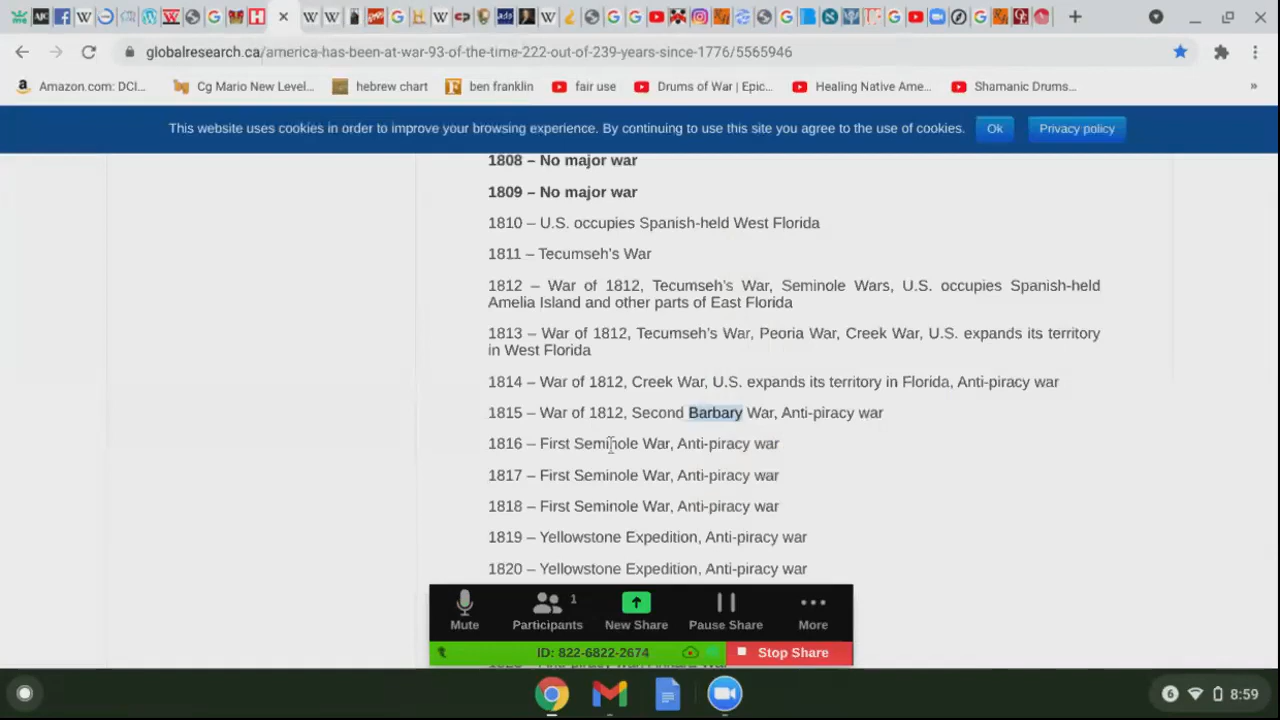 globalresearch.ca/america-has-been-at-war-93-of-the-time-222-out-of-239-years-since-1776/5565946
Amazon.com: DCI... Cg Mario New Level... hebrew chart ben franklin fair use Drums of War | Epic... Healing Native Ame... Shamanic Drums... »
This website uses cookies in order to improve your browsing experience. By continuing to use this site you agree to the use of cookies. Ok Privacy policy
1808 – No major war
1809 – No major war
1810 – U.S. occupies Spanish-held West Florida
1811 – Tecumseh's War
1812 – War of 1812, Tecumseh's War, Seminole Wars, U.S. occupies Spanish-held
Amelia Island and other parts of East Florida
1813 – War of 1812, Tecumseh's War, Peoria War, Creek War, U.S. expands its territory
in West Florida
1814 – War of 1812, Creek War, U.S. expands its territory in Florida, Anti-piracy war
1815 – War of 1812, Second Barbary War, Anti-piracy war
1816 – First Seminole War, Anti-piracy war
1817 – First Seminole War, Anti-piracy war
1818 – First Seminole War, Anti-piracy war
1819 – Yellowstone Expedition, Anti-piracy war
1820 – Yellowstone Expedition, Anti-piracy war
1
Mute Participants New Share Pause Share More
ID: 822-6822-2674 Stop Share
6 8:59